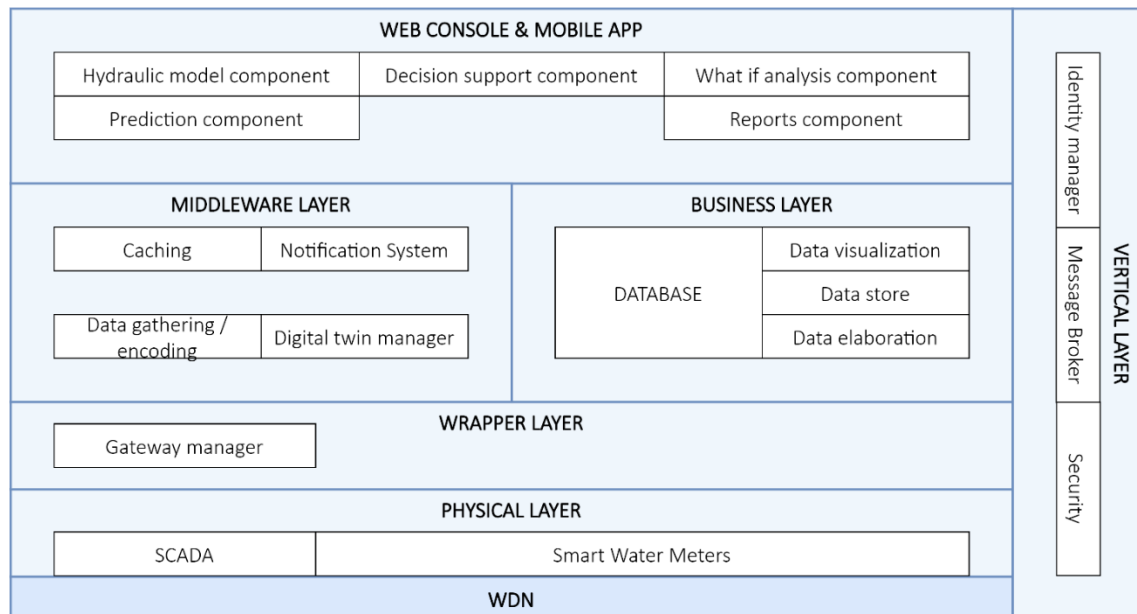 WEB CONSOLE & MOBILE APP
Hydraulic model component
Decision support component
What if analysis component
Prediction component
Reports component
MIDDLEWARE LAYER
Caching
Notification System
Data gathering /
encoding
Digital twin manager
BUSINESS LAYER
DATABASE
Data visualization
Data store
Data elaboration
WRAPPER LAYER
Gateway manager
PHYSICAL LAYER
SCADA
Smart Water Meters
WDN
VERTICAL LAYER
Identity manager
Message Broker
Security